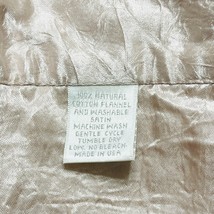 100% NATURAL
COTTON FLANNEL
AND WASHABLE
SATIN
MACHINE WASH
GENTLE CYCLE
TUMBLE DRY
LOW. NO BLEACH.
MADE IN USA